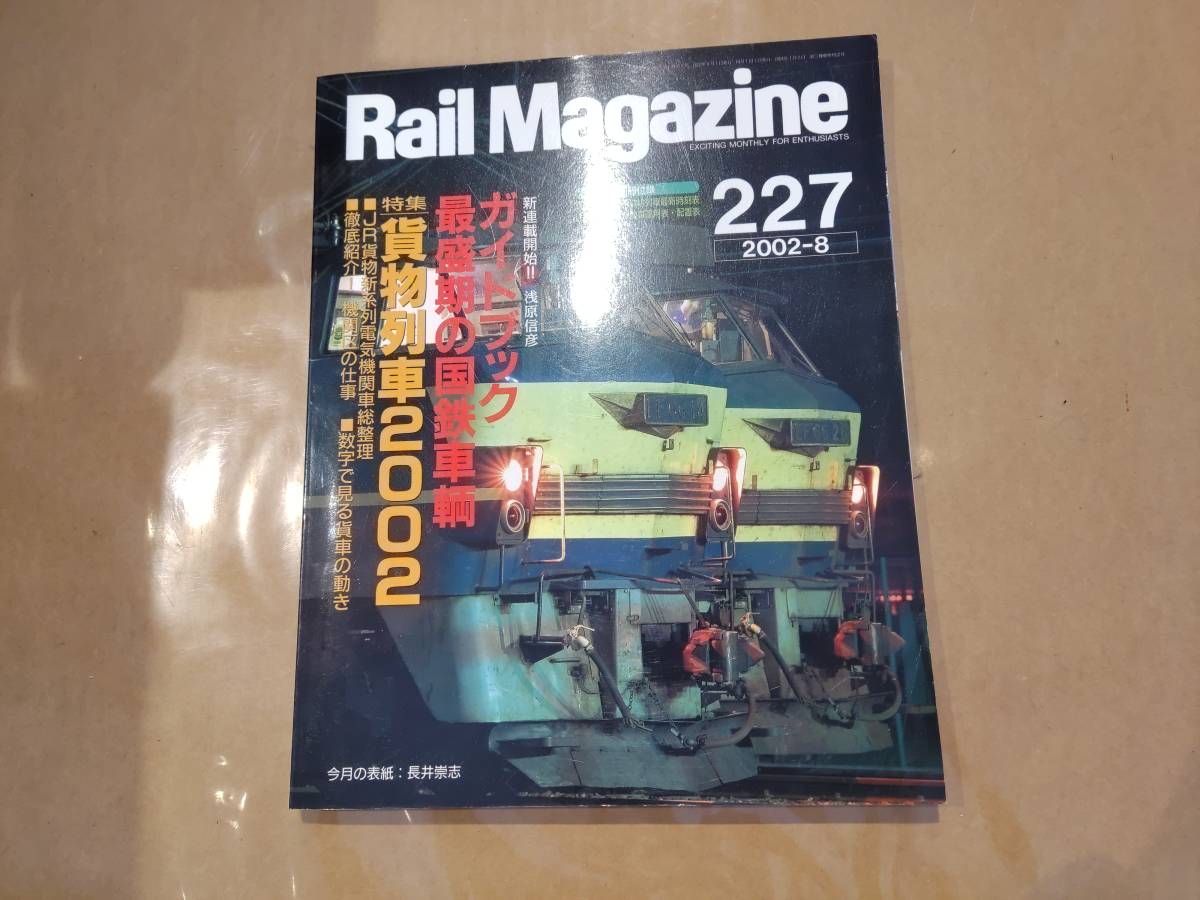 Rail Magazine
EXCITING MONTHLY FOR ENTHUSIASTS
227
2002-8
新連載開始!! 浅原信彦
ガイドブック
最盛期の国鉄車輌
特集 貨物列車2002
■JR貨物新系列電気機関車総整理
■徹底紹介! 機関区の仕事 ■数字で見る貨車の動き
今月の表紙:長井崇志